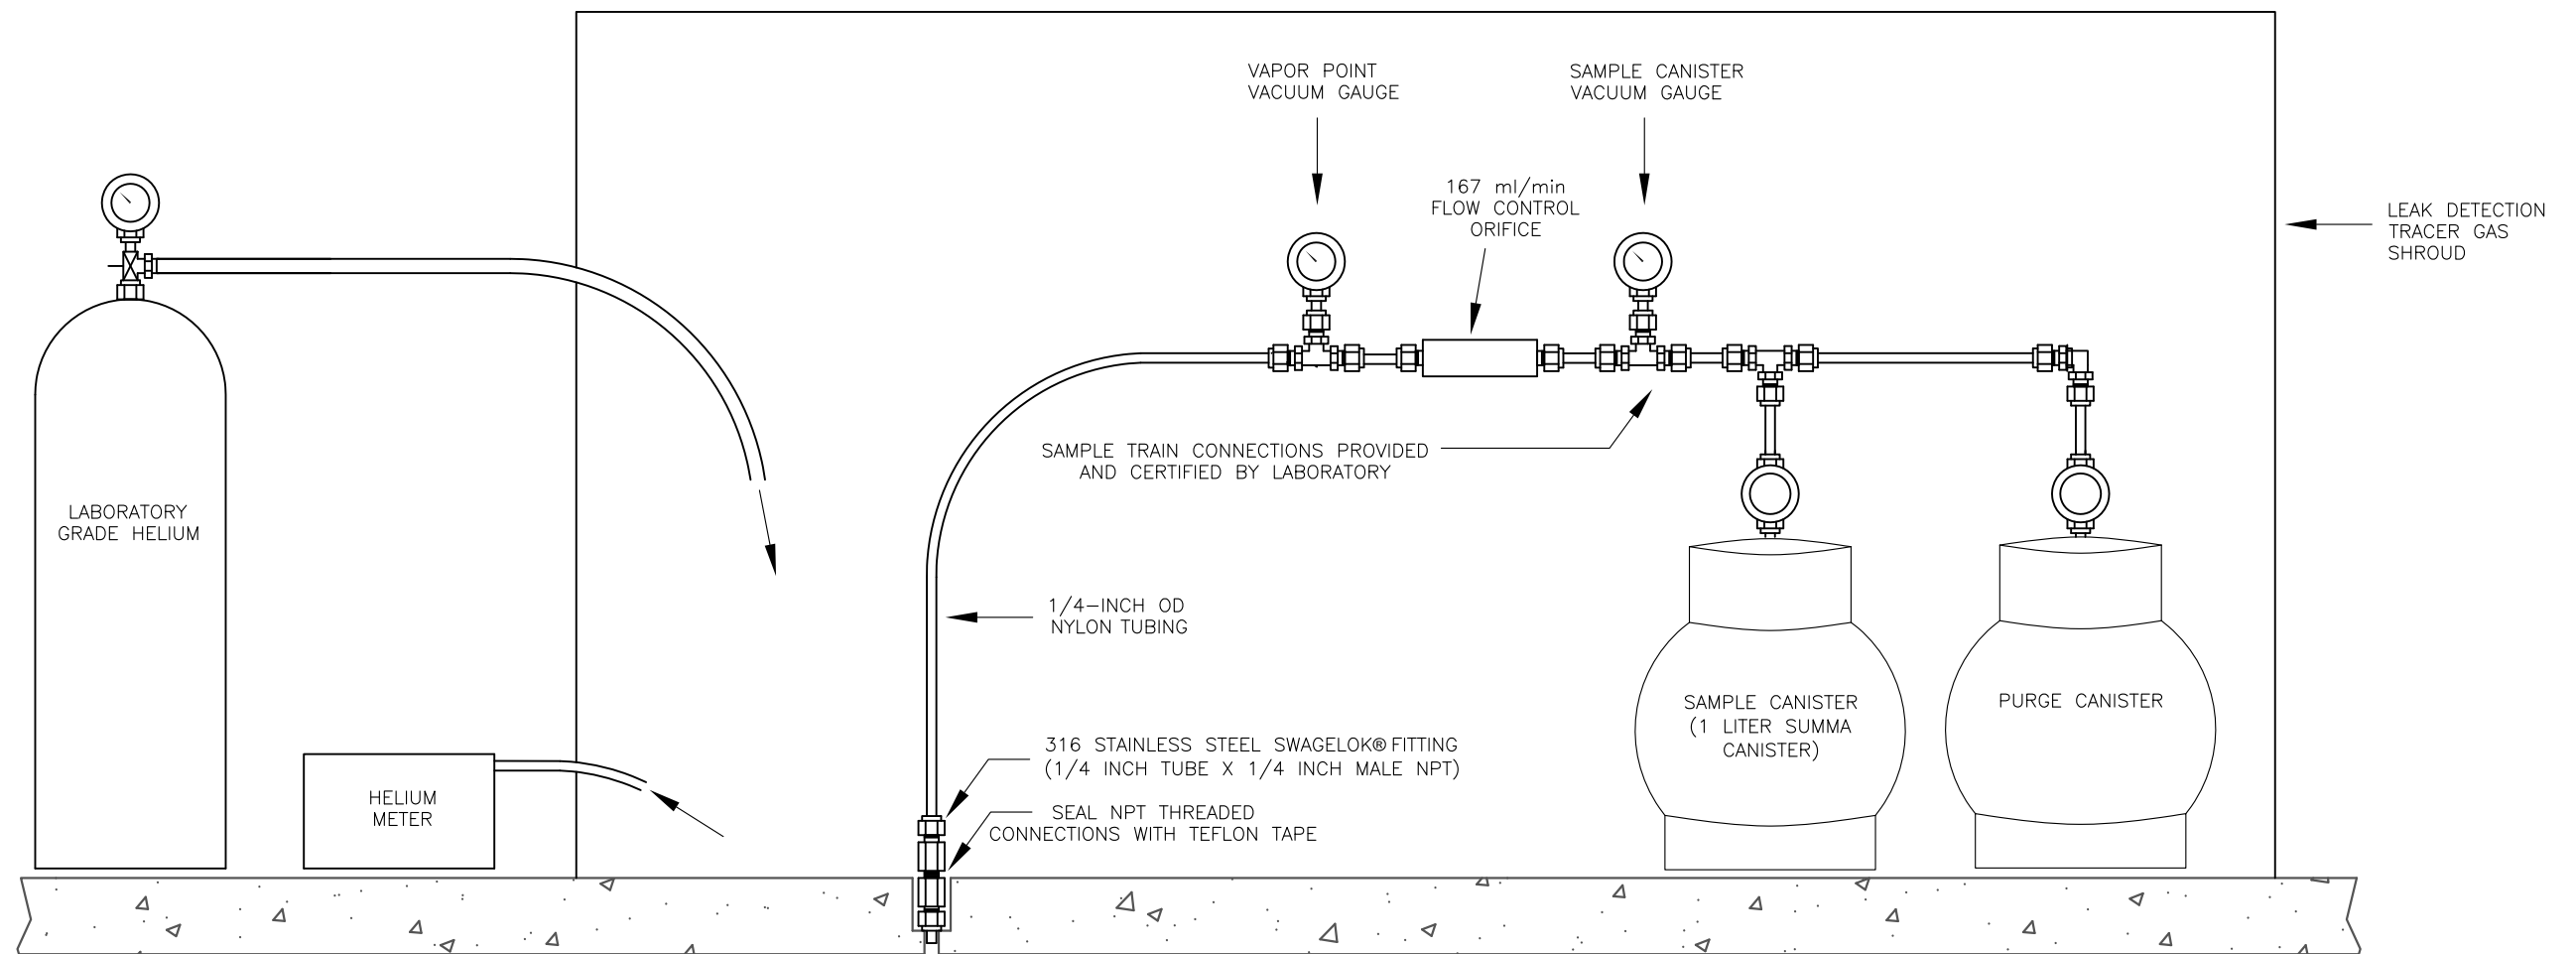 VAPOR POINT
VACUUM GAUGE
SAMPLE CANISTER
VACUUM GAUGE
167 ml/min
FLOW CONTROL
ORIFICE
LEAK DETECTION
TRACER GAS
SHROUD
SAMPLE TRAIN CONNECTIONS PROVIDED
AND CERTIFIED BY LABORATORY
LABORATORY
GRADE HELIUM
1/4-INCH OD
NYLON TUBING
SAMPLE CANISTER
(1 LITER SUMMA
CANISTER)
PURGE CANISTER
316 STAINLESS STEEL SWAGELOK® FITTING
(1/4 INCH TUBE X 1/4 INCH MALE NPT)
HELIUM
METER
SEAL NPT THREADED
CONNECTIONS WITH TEFLON TAPE